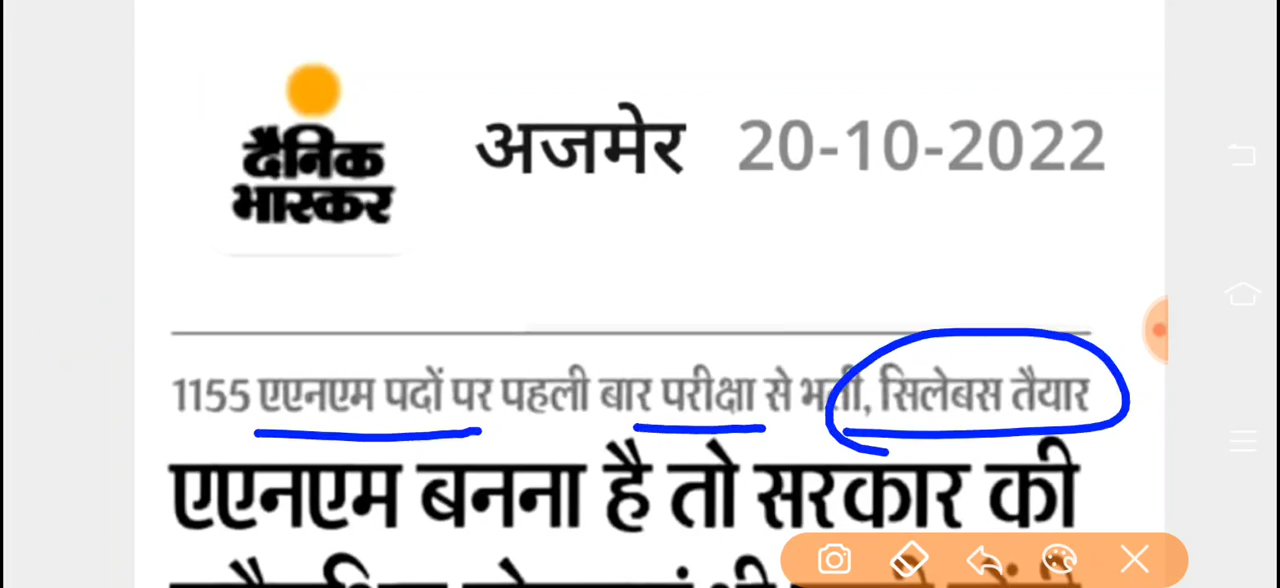 दैनिक
भास्कर
अजमेर 20-10-2022
1155 एएनएम पदों पर पहली बार परीक्षा से भर्ती, सिलेबस तैयार
एएनएम बनना है तो सरकार की